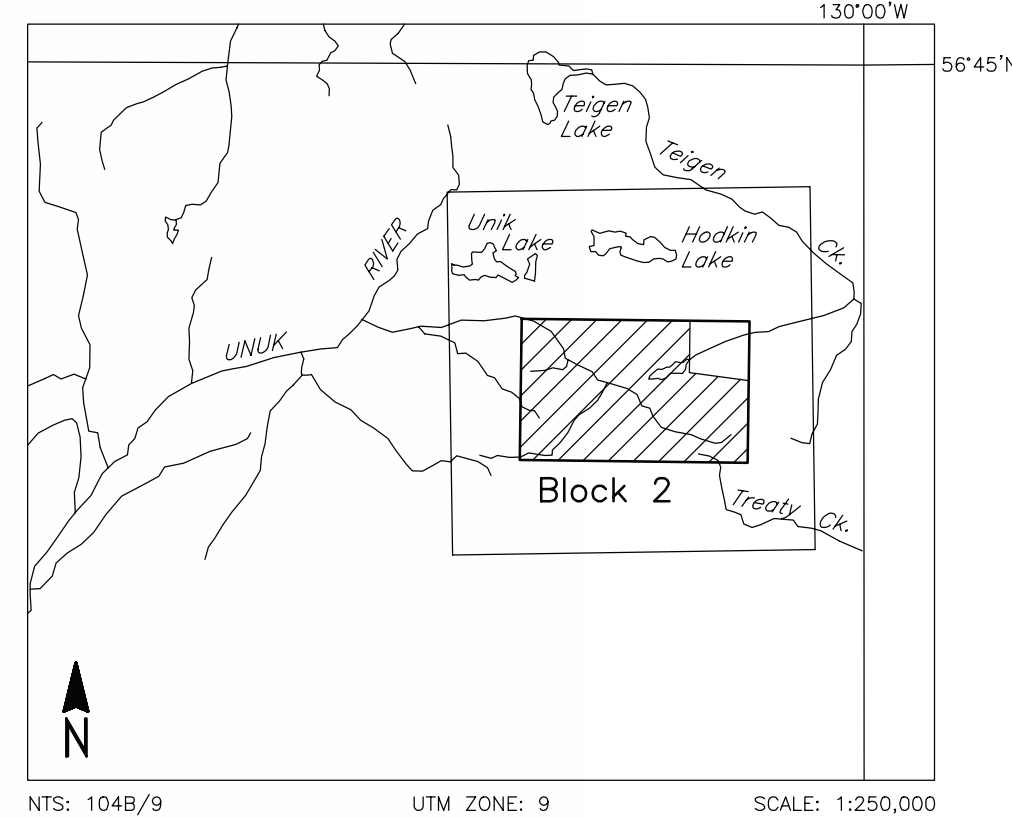 130°00'W
56°45'N
Teigen
Lake
Teigen
Ck.
Unik
Lake
Hodkin
Lake
RIVER
UNUK
Block 2
Treaty Ck.
N
NTS: 104B/9
UTM ZONE: 9
SCALE: 1:250,000